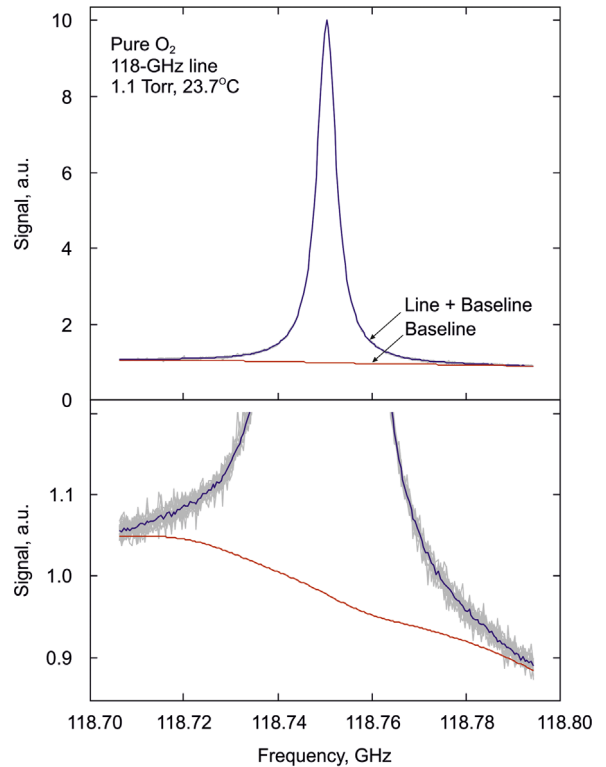 Pure O₂
118-GHz line
1.1 Torr, 23.7°C
10
8
6
4
2
0
Signal, a.u.
Line + Baseline
Baseline
1.1
1.0
0.9
Signal, a.u.
118.70 118.72 118.74 118.76 118.78 118.80
Frequency, GHz